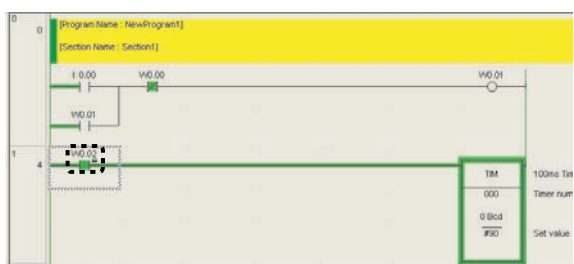 0
0
[Program Name : NewProgram1]
[Section Name : Section1]
I: 0.00
W0.00
W0.01
W0.01
1
4
W0.02
TIM
100ms Tim
000
Timer num
0 Bcd
#90
Set value